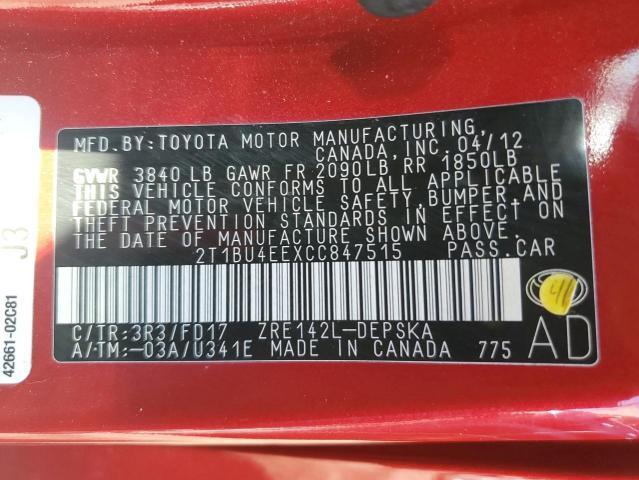 MFD.BY:TOYOTA MOTOR MANUFACTURING,
CANADA,INC.04/12
GVWR 3840 LB GAWR FR 2090LB RR 1850LB
THIS VEHICLE CONFORMS TO ALL APPLICABLE
FEDERAL MOTOR VEHICLE SAFETY,BUMPER,AND
THEFT PREVENTION STANDARDS IN EFFECT ON
THE DATE OF MANUFACTURE SHOWN ABOVE.
2T1BU4EEXCC847515 PASS.CAR
C/TR:3R3/FD17 ZRE142L-DEPSKA
A/TM:-03A/U341E MADE IN CANADA 775
AD
41
J3
42661-02C81